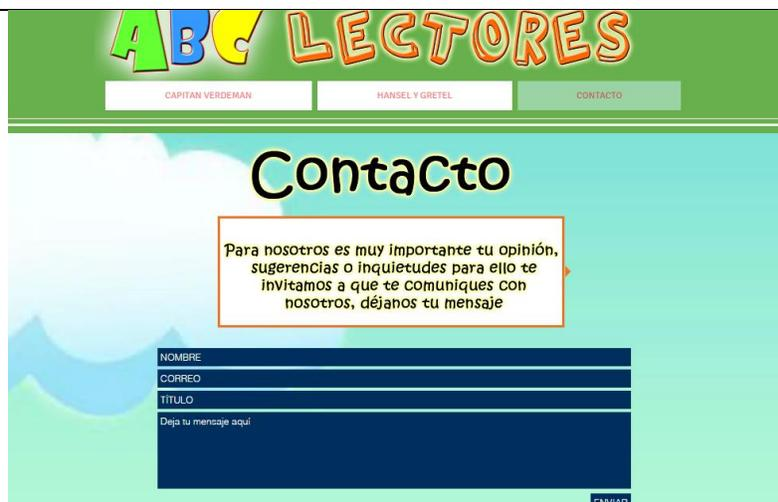 ABC LECTORES
CAPITAN VERDEMAN
HANSEL Y GRETEL
CONTACTO
Contacto
Para nosotros es muy importante tu opinión,
sugerencias o inquietudes para ello te
invitamos a que te comuniques con
nosotros, déjanos tu mensaje
NOMBRE
CORREO
TÍTULO
Deja tu mensaje aquí
ENVIAR